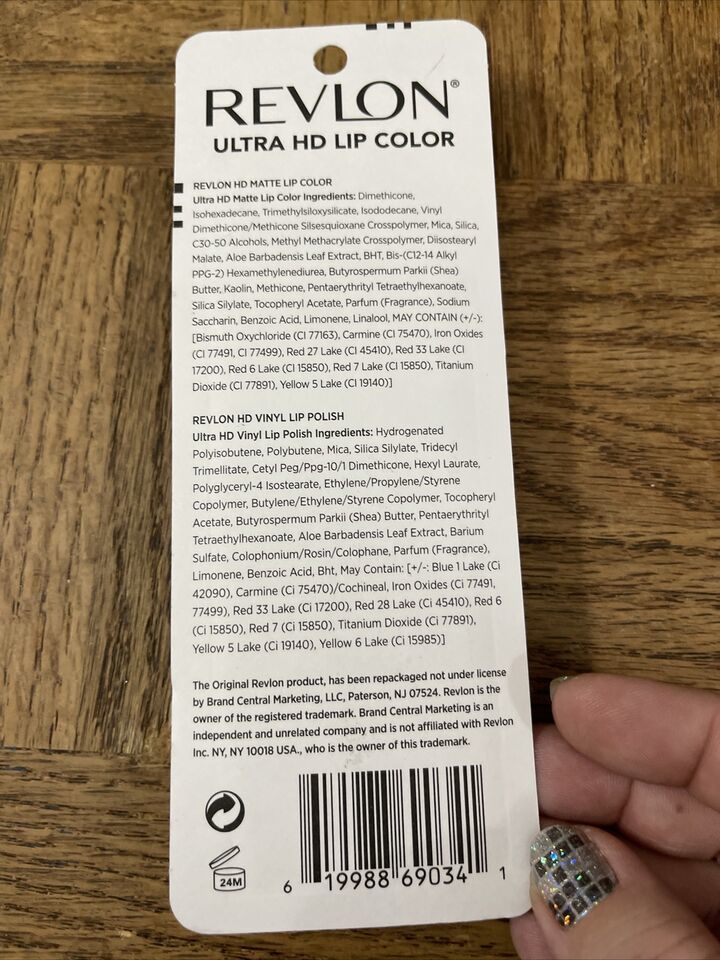 REVLON®
ULTRA HD LIP COLOR
REVLON HD MATTE LIP COLOR
Ultra HD Matte Lip Color Ingredients: Dimethicone,
Isohexadecane, Trimethylsiloxysilicate, Isododecane, Vinyl
Dimethicone/Methicone Silsesquioxane Crosspolymer, Mica, Silica,
C30-50 Alcohols, Methyl Methacrylate Crosspolymer, Diisostearyl
Malate, Aloe Barbadensis Leaf Extract, BHT, Bis-(C12-14 Alkyl
PPG-2) Hexamethylenediurea, Butyrospermum Parkii (Shea)
Butter, Kaolin, Methicone, Pentaerythrityl Tetraethylhexanoate,
Silica Silylate, Tocopheryl Acetate, Parfum (Fragrance), Sodium
Saccharin, Benzoic Acid, Limonene, Linalool, MAY CONTAIN (+/-):
[Bismuth Oxychloride (CI 77163), Carmine (CI 75470), Iron Oxides
(CI 77491, CI 77499), Red 27 Lake (CI 45410), Red 33 Lake (CI
17200), Red 6 Lake (CI 15850), Red 7 Lake (CI 15850), Titanium
Dioxide (CI 77891), Yellow 5 Lake (CI 19140)]
REVLON HD VINYL LIP POLISH
Ultra HD Vinyl Lip Polish Ingredients: Hydrogenated
Polyisobutene, Polybutene, Mica, Silica Silylate, Tridecyl
Trimellitate, Cetyl Peg/Ppg-10/1 Dimethicone, Hexyl Laurate,
Polyglyceryl-4 Isostearate, Ethylene/Propylene/Styrene
Copolymer, Butylene/Ethylene/Styrene Copolymer, Tocopheryl
Acetate, Butyrospermum Parkii (Shea) Butter, Pentaerythrityl
Tetraethylhexanoate, Aloe Barbadensis Leaf Extract, Barium
Sulfate, Colophonium/Rosin/Colophane, Parfum (Fragrance),
Limonene, Benzoic Acid, Bht, May Contain: [+/-: Blue 1 Lake (Ci
42090), Carmine (Ci 75470)/Cochineal, Iron Oxides (Ci 77491,
77499), Red 33 Lake (Ci 17200), Red 28 Lake (Ci 45410), Red 6
(Ci 15850), Red 7 (Ci 15850), Titanium Dioxide (Ci 77891),
Yellow 5 Lake (Ci 19140), Yellow 6 Lake (Ci 15985)]
The Original Revlon product, has been repackaged not under license
by Brand Central Marketing, LLC, Paterson, NJ 07524. Revlon is the
owner of the registered trademark. Brand Central Marketing is an
independent and unrelated company and is not affiliated with Revlon
Inc. NY, NY 10018 USA., who is the owner of this trademark.
24M
6 19988 69034 1